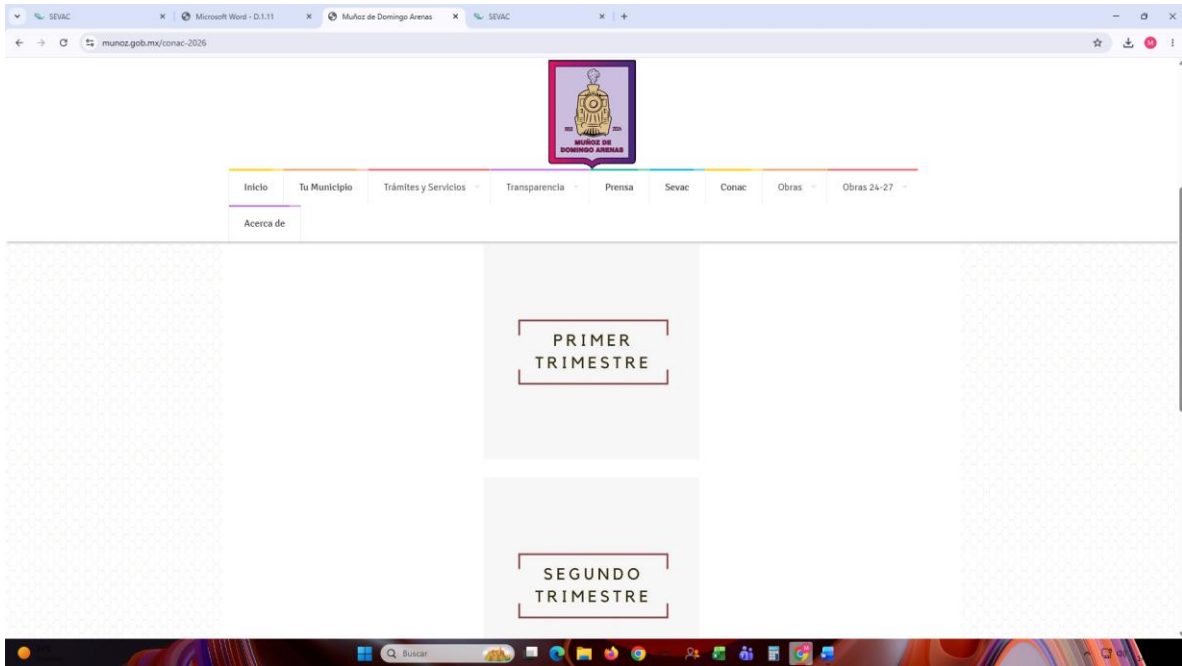 SEVAC
Microsoft Word - D.1.11
Muñoz de Domingo Arenas
SEVAC
munoz.gob.mx/conac-2026
M
MUÑOZ DE
DOMINGO ARENAS
Inicio
Tu Municipio
Trámites y Servicios
Transparencia
Prensa
Sevac
Conac
Obras
Obras 24-27
Acerca de
PRIMER
TRIMESTRE
SEGUNDO
TRIMESTRE
Buscar